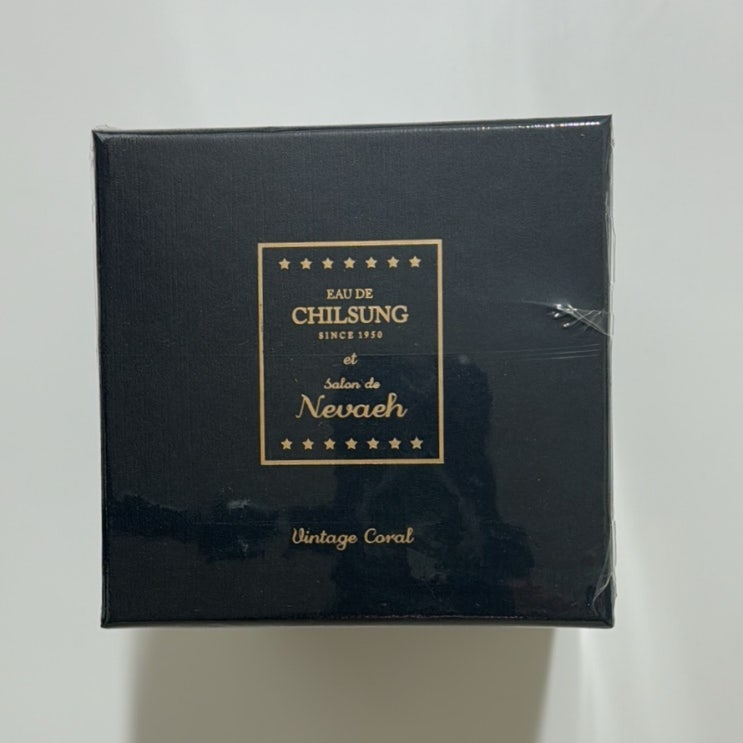 EAU DE
CHILSUNG
SINCE 1950
et
Salon de
Nevaeh
Vintage Coral